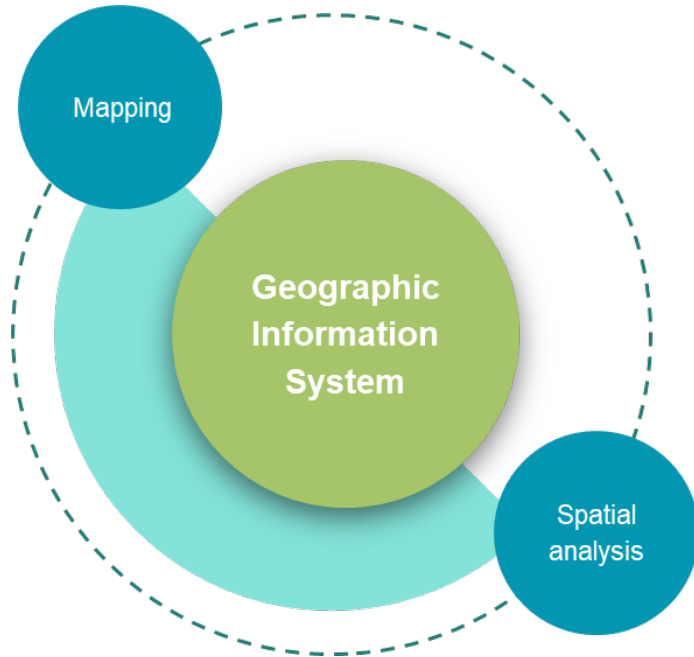 Mapping
Geographic
Information
System
Spatial
analysis